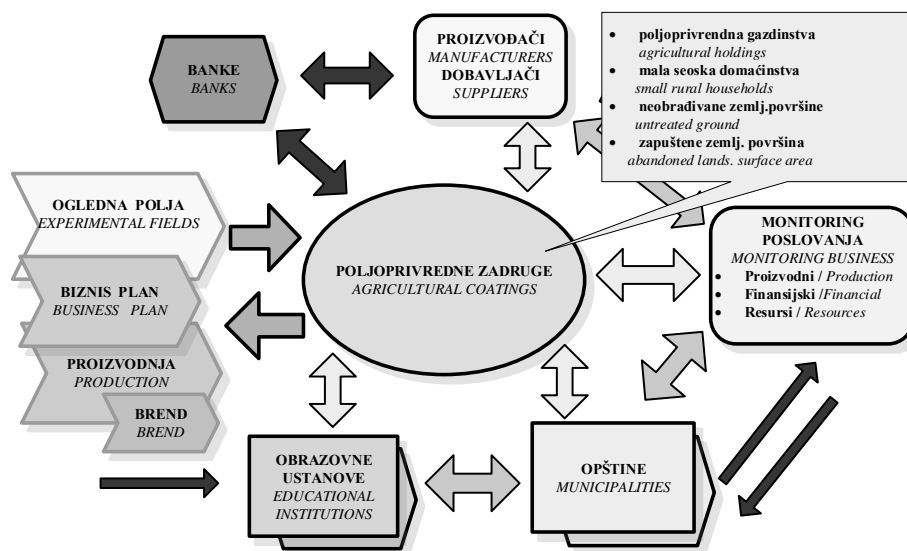 BANKE
BANKS
PROIZVOĐAČI
MANUFACTURERS
DOBAVLJAČI
SUPPLIERS
• poljoprivrendna gazdinstva
agricultural holdings
• mala seoska domaćinstva
small rural households
• neobrađivane zemlj.površine
untreated ground
• zapuštene zemlj. površina
abandoned lands. surface area
OGLEDNA POLJA
EXPERIMENTAL FIELDS
BIZNIS PLAN
BUSINESS PLAN
PROIZVODNJA
PRODUCTION
BREND
BREND
POLJOPRIVREDNE ZADRUGE
AGRICULTURAL COATINGS
MONITORING
POSLOVANJA
MONITORING BUSINESS
• Proizvodni / Production
• Finansijski /Financial
• Resursi / Resources
OBRAZOVNE
USTANOVE
EDUCATIONAL
INSTITUTIONS
OPŠTINE
MUNICIPALITIES